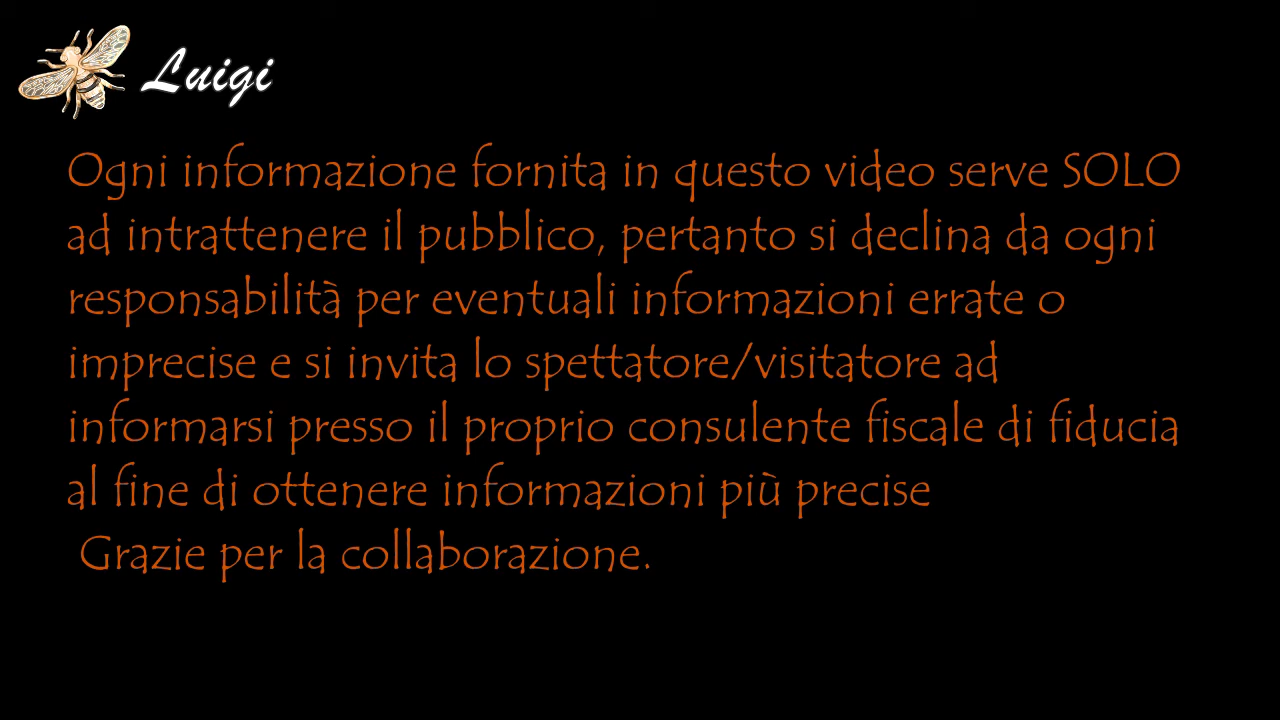 Luigi
Ogni informazione fornita in questo video serve SOLO
ad intrattenere il pubblico, pertanto si declina da ogni
responsabilità per eventuali informazioni errate o
imprecise e si invita lo spettatore/visitatore ad
informarsi presso il proprio consulente fiscale di fiducia
al fine di ottenere informazioni più precise
Grazie per la collaborazione.